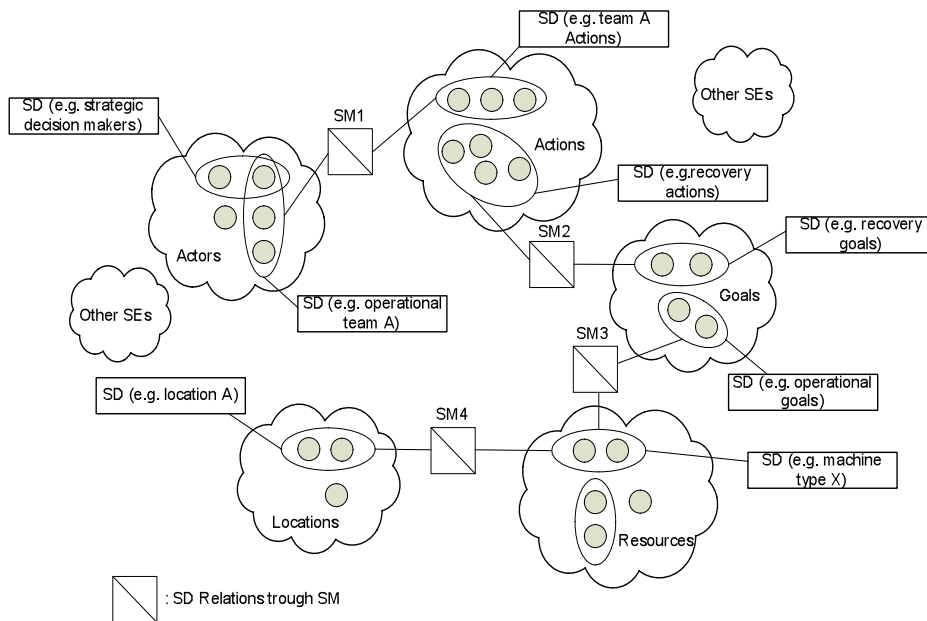 SD (e.g. team A
Actions)
Other SEs
SD (e.g. strategic
decision makers)
SM1
Actions
SD (e.g.recovery
actions)
SM2
SD (e.g. recovery
goals)
Actors
Goals
Other SEs
SD (e.g. operational
team A)
SM3
SD (e.g. location A)
SD (e.g. operational
goals)
SM4
SD (e.g. machine
type X)
Locations
Resources
: SD Relations trough SM